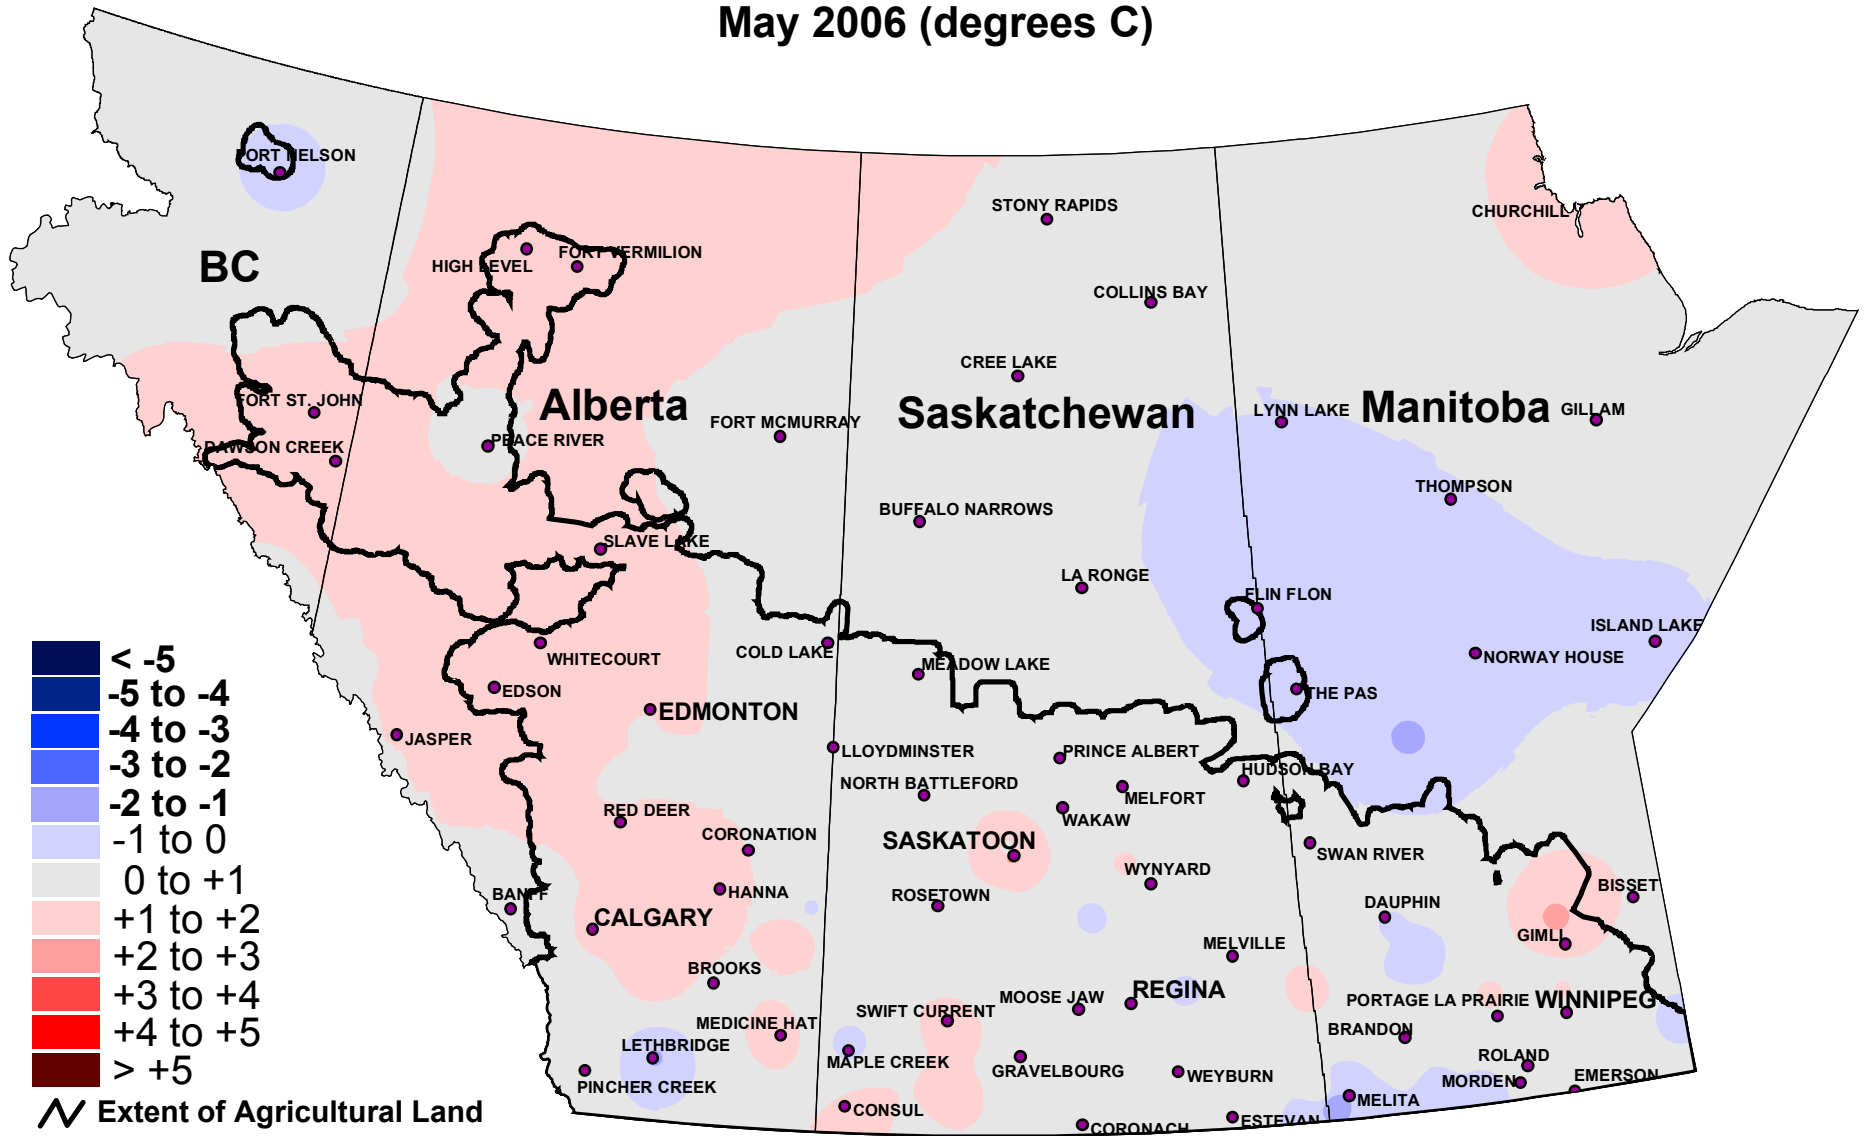 May 2006 (degrees C)
FORT NELSON
STONY RAPIDS
CHURCHILL
BC
HIGH LEVEL
FORT VERMILION
COLLINS BAY
CREE LAKE
FORT ST. JOHN
Alberta
Saskatchewan
Manitoba
LYNN LAKE
GILLAM
FORT MCMURRAY
DAWSON CREEK
PEACE RIVER
THOMPSON
BUFFALO NARROWS
SLAVE LAKE
LA RONGE
FLIN FLON
ISLAND LAKE
COLD LAKE
WHITECOURT
MEADOW LAKE
NORWAY HOUSE
EDSON
THE PAS
EDMONTON
JASPER
LLOYDMINSTER
PRINCE ALBERT
HUDSON BAY
NORTH BATTLEFORD
MELFORT
RED DEER
WAKAW
CORONATION
SASKATOON
SWAN RIVER
WYNYARD
BANFF
HANNA
ROSETOWN
BISSET
DAUPHIN
CALGARY
GIMLI
MELVILLE
BROOKS
REGINA
MOOSE JAW
PORTAGE LA PRAIRIE
WINNIPEG
SWIFT CURRENT
MEDICINE HAT
BRANDON
LETHBRIDGE
MAPLE CREEK
GRAVELBOURG
WEYBURN
ROLAND
MORDEN
EMERSON
PINCHER CREEK
MELITA
CONSUL
ESTEVAN
CORONACH
< -5
-5 to -4
-4 to -3
-3 to -2
-2 to -1
-1 to 0
0 to +1
+1 to +2
+2 to +3
+3 to +4
+4 to +5
> +5
Extent of Agricultural Land